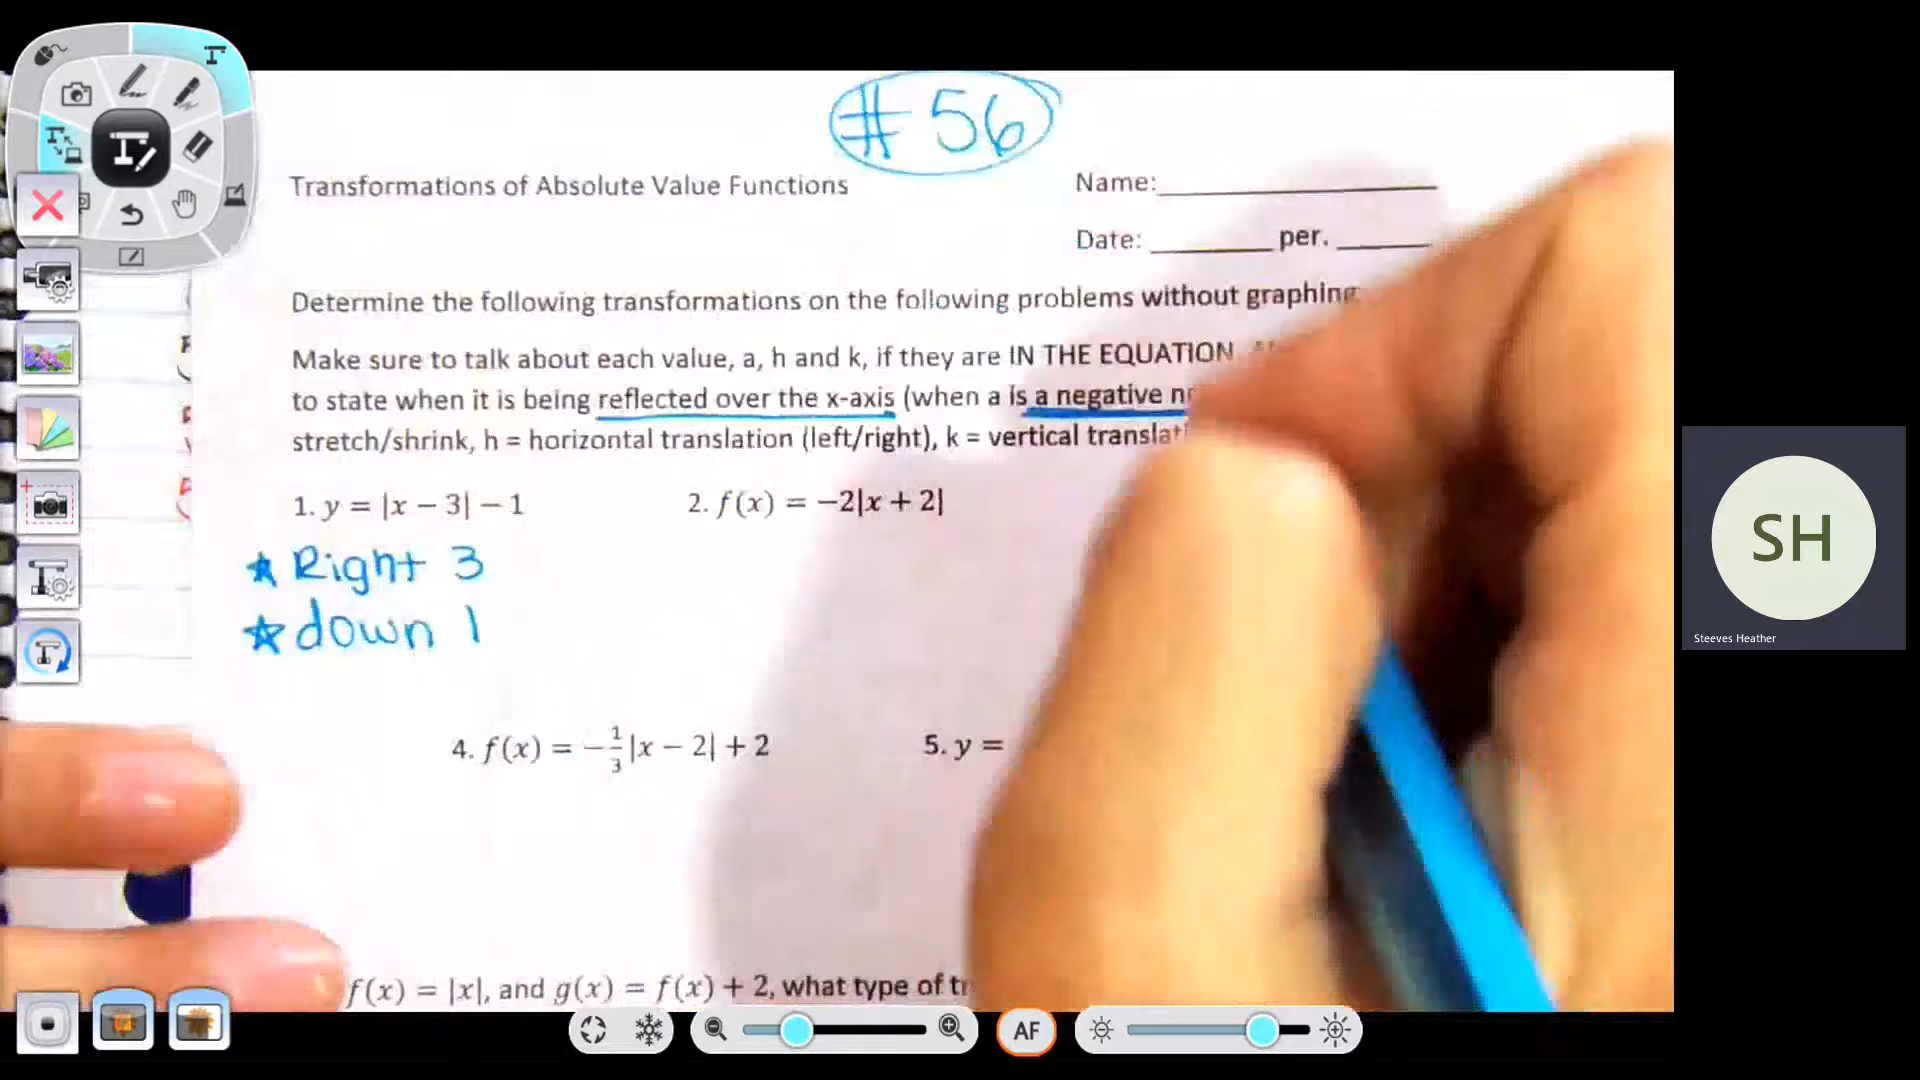 # 56
Transformations of Absolute Value Functions
Name:
Date: per.
Determine the following transformations on the following problems without graphing
Make sure to talk about each value, a, h and k, if they are IN THE EQUATION
to state when it is being reflected over the x-axis (when a is a negative
stretch/shrink, h = horizontal translation (left/right), k = vertical
1. y = |x − 3| − 1
2. f(x) = −2|x + 2|
Right 3
down 1
4. f(x) = −1/3|x − 2| + 2
5. y =
f(x) = |x|, and g(x) = f(x) + 2, what type of
AF
SH
Steeves Heather